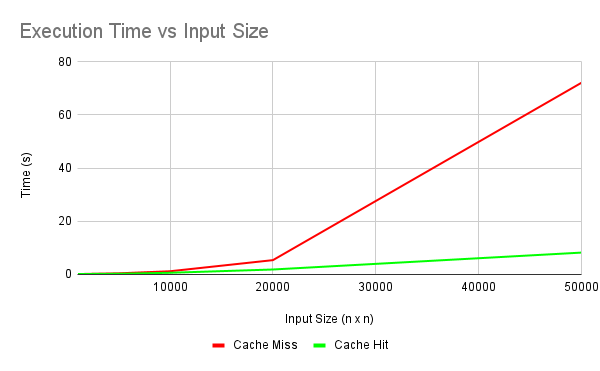 Execution Time vs Input Size
80
60
40
20
0
Time (s)
10000 20000 30000 40000 50000
Input Size (n x n)
Cache Miss Cache Hit